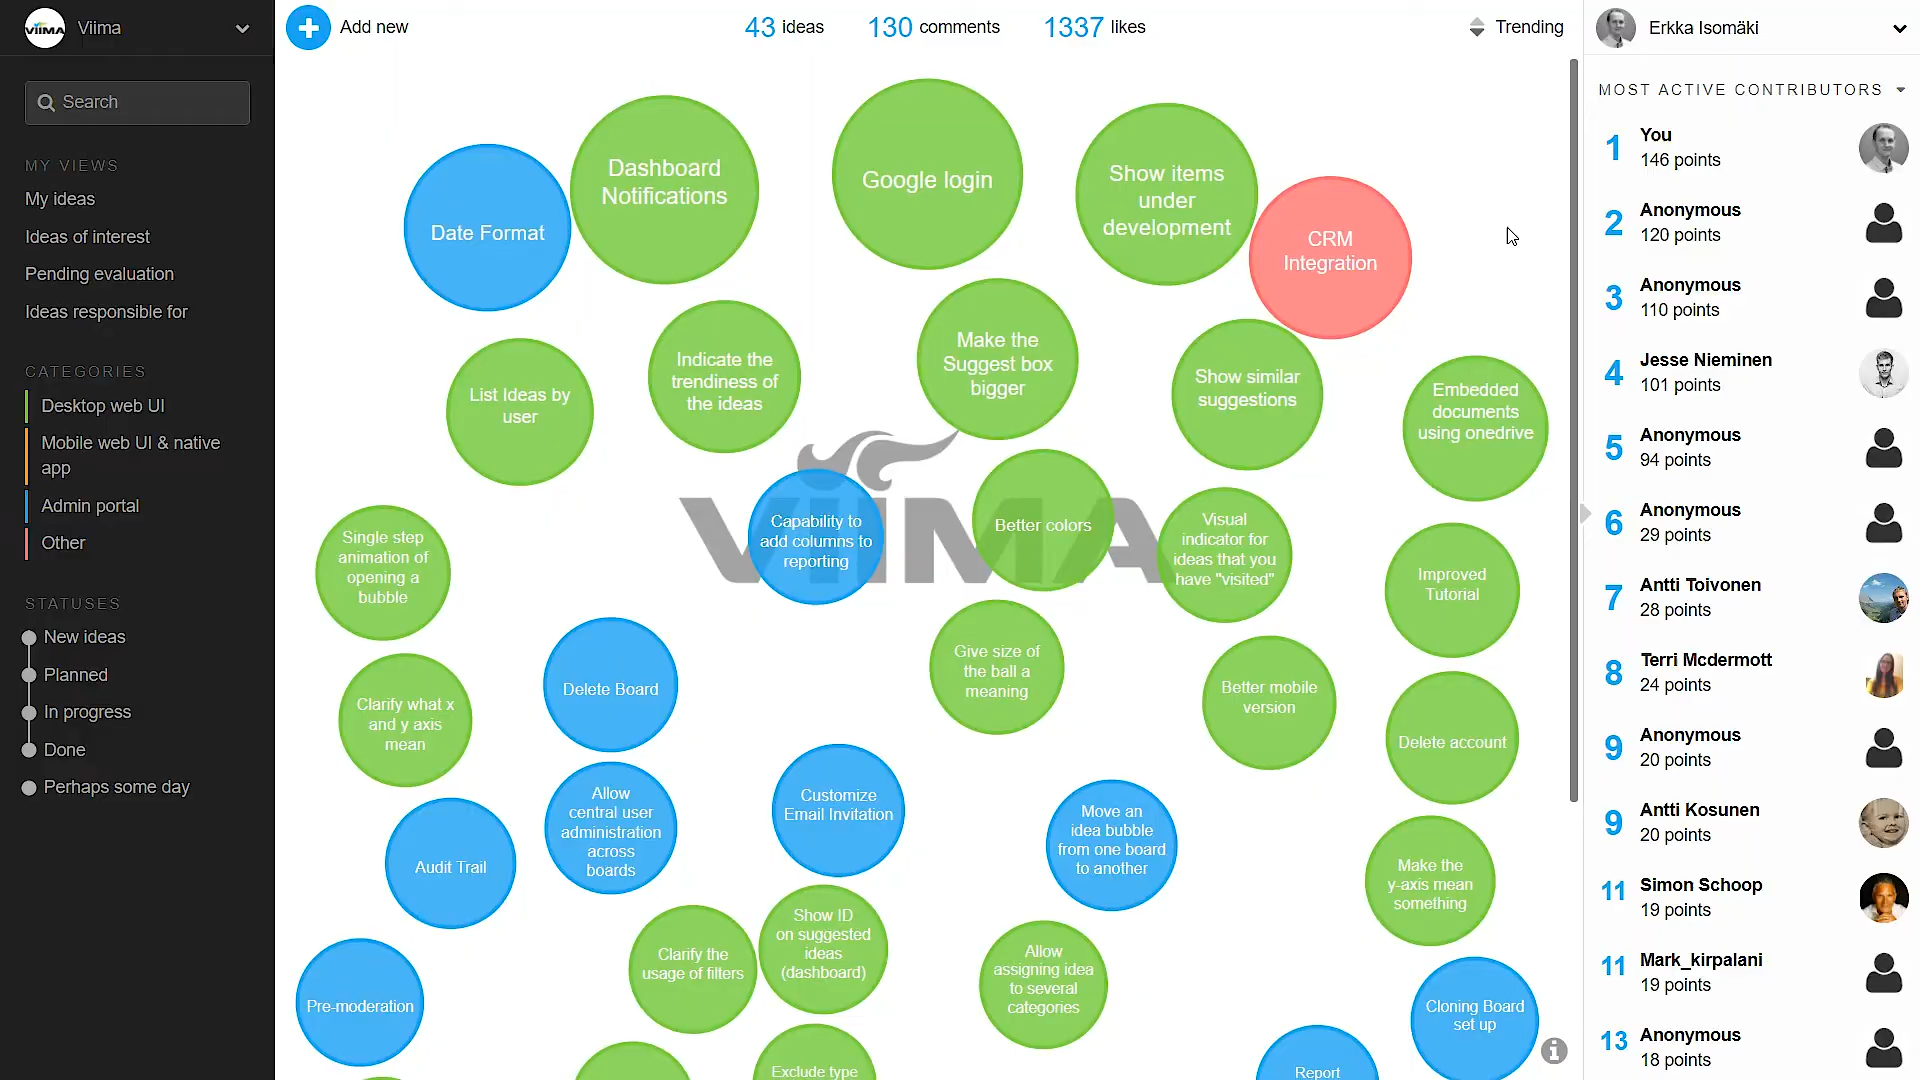 VIIMA
Viima
Search
MY VIEWS
My ideas
Ideas of interest
Pending evaluation
Ideas responsible for
CATEGORIES
Desktop web UI
Mobile web UI & native
app
Admin portal
Other
STATUSES
New ideas
Planned
In progress
Done
Perhaps some day
Add new
43 ideas
130 comments
1337 likes
Trending
Date Format
Dashboard
Notifications
Google login
Show items
under
development
CRM
Integration
List Ideas by
user
Indicate the
trendiness of
the ideas
Make the
Suggest box
bigger
Show similar
suggestions
Embedded
documents
using onedrive
VIIMA
Single step
animation of
opening a
bubble
Capability to
add columns to
reporting
Better colors
Visual
indicator for
ideas that you
have "visited"
Improved
Tutorial
Clarify what x
and y axis
mean
Delete Board
Give size of
the ball a
meaning
Better mobile
version
Delete account
Audit Trail
Allow
central user
administration
across
boards
Customize
Email Invitation
Move an
idea bubble
from one board
to another
Make the
y-axis mean
something
Pre-moderation
Clarify the
usage of filters
Show ID
on suggested
ideas
(dashboard)
Allow
assigning idea
to several
categories
Cloning Board
set up
Exclude type
Report
Erkka Isomäki
MOST ACTIVE CONTRIBUTORS
1
You
146 points
2
Anonymous
120 points
3
Anonymous
110 points
4
Jesse Nieminen
101 points
5
Anonymous
94 points
6
Anonymous
29 points
7
Antti Toivonen
28 points
8
Terri Mcdermott
24 points
9
Anonymous
20 points
9
Antti Kosunen
20 points
11
Simon Schoop
19 points
11
Mark_kirpalani
19 points
13
Anonymous
18 points